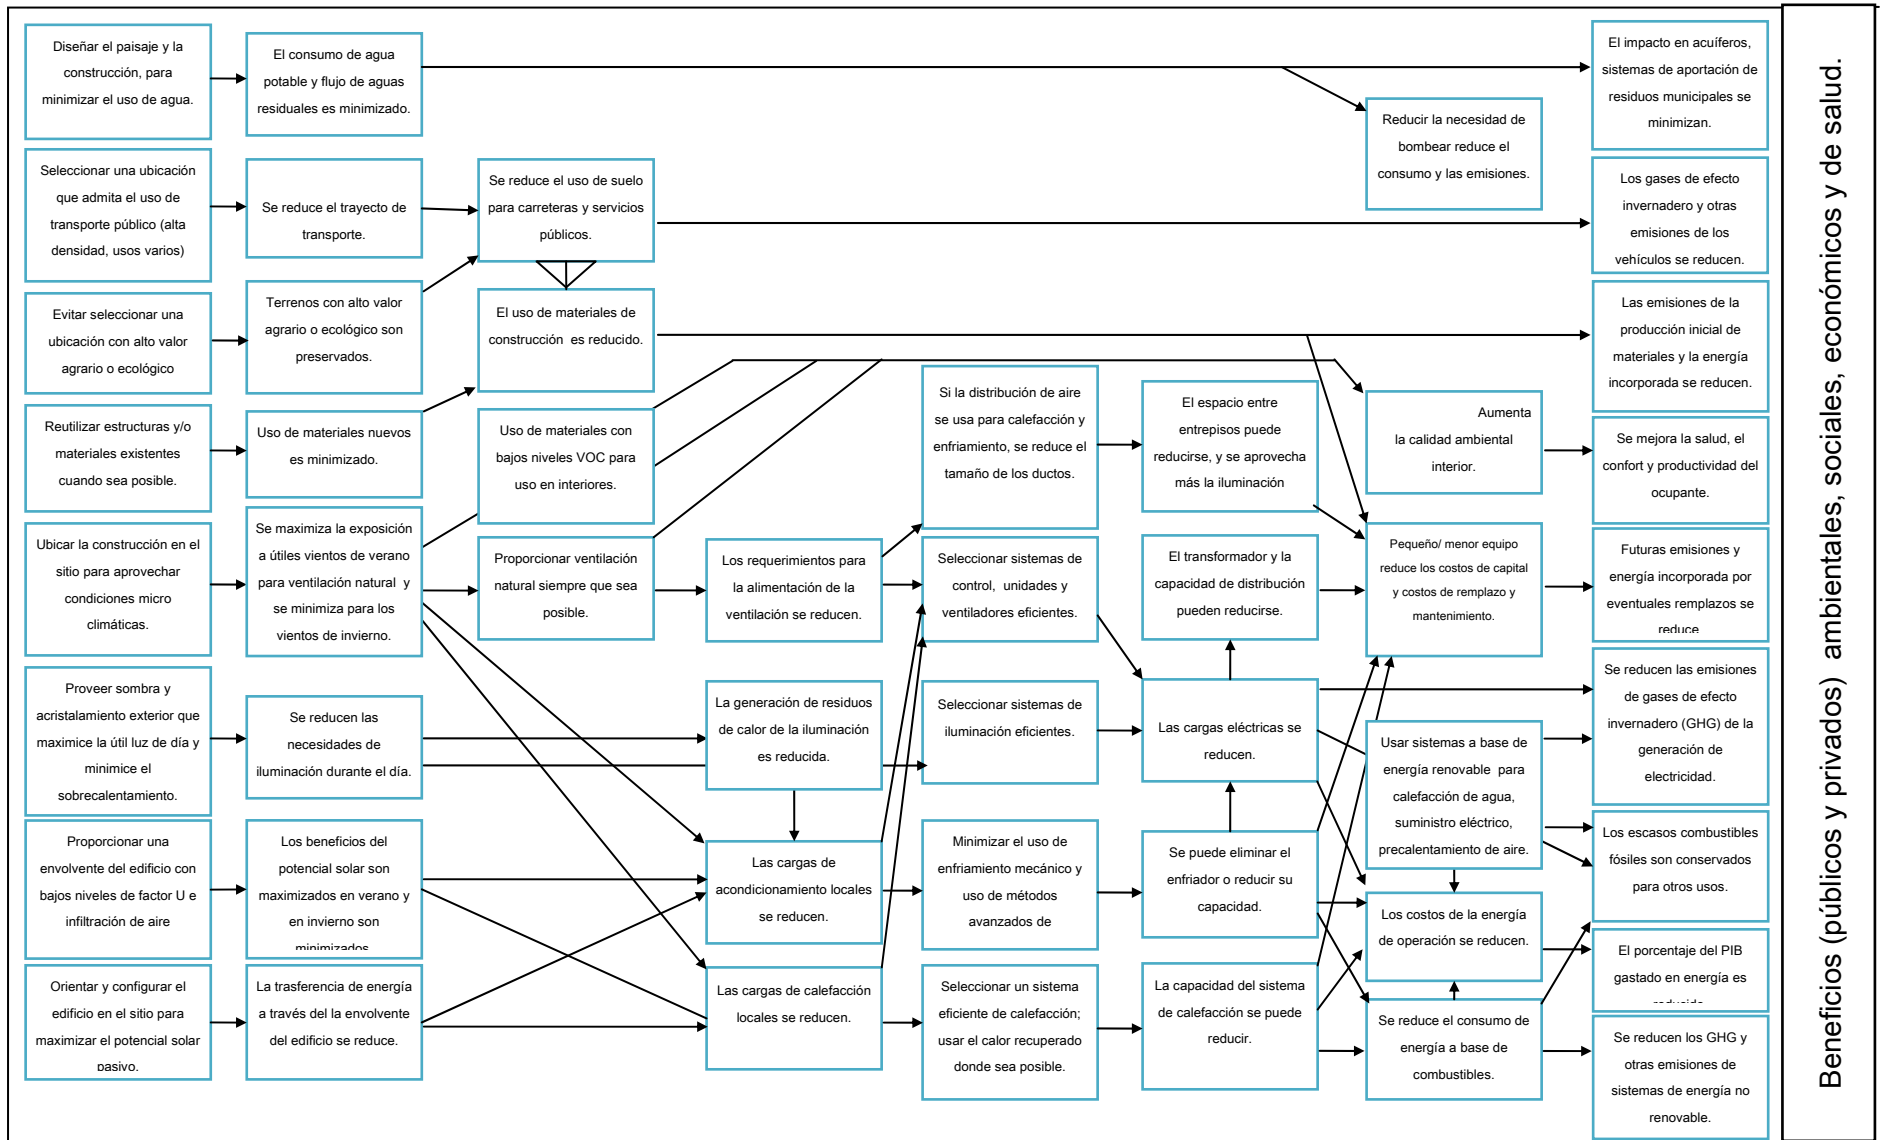 Diseñar el paisaje y la
construcción, para
minimizar el uso de agua.
Seleccionar una ubicación
que admita el uso de
transporte público (alta
densidad, usos varios)
Evitar seleccionar una
ubicación con alto valor
agrario o ecológico
Reutilizar estructuras y/o
materiales existentes
cuando sea posible.
Ubicar la construcción en el
sitio para aprovechar
condiciones micro
climáticas.
Proveer sombra y
acristalamiento exterior que
maximice la útil luz de día y
minimice el
sobrecalentamiento.
Proporcionar una
envolvente del edificio con
bajos niveles de factor U e
infiltración de aire
Orientar y configurar el
edificio en el sitio para
maximizar el potencial solar
pasivo.
El consumo de agua
potable y flujo de aguas
residuales es minimizado.
Se reduce el trayecto de
transporte.
Terrenos con alto valor
agrario o ecológico son
preservados.
Uso de materiales nuevos
es minimizado.
Se maximiza la exposición
a útiles vientos de verano
para ventilación natural y
se minimiza para los
vientos de invierno.
Se reducen las
necesidades de
iluminación durante el día.
Los beneficios del
potencial solar son
maximizados en verano y
en invierno son
minimizados
La trasferencia de energía
a través del la envolvente
del edificio se reduce.
Se reduce el uso de suelo
para carreteras y servicios
públicos.
El uso de materiales de
construcción es reducido.
Uso de materiales con
bajos niveles VOC para
uso en interiores.
Proporcionar ventilación
natural siempre que sea
posible.
Los requerimientos para
la alimentación de la
ventilación se reducen.
La generación de residuos
de calor de la iluminación
es reducida.
Las cargas de
acondicionamiento locales
se reducen.
Las cargas de calefacción
locales se reducen.
Si la distribución de aire
se usa para calefacción y
enfriamiento, se reduce el
tamaño de los ductos.
Seleccionar sistemas de
control, unidades y
ventiladores eficientes.
Seleccionar sistemas de
iluminación eficientes.
Minimizar el uso de
enfriamiento mecánico y
uso de métodos
avanzados de
Seleccionar un sistema
eficiente de calefacción;
usar el calor recuperado
donde sea posible.
El espacio entre
entrepisos puede
reducirse, y se aprovecha
más la iluminación
El transformador y la
capacidad de distribución
pueden reducirse.
Las cargas eléctricas se
reducen.
Se puede eliminar el
enfriador o reducir su
capacidad.
La capacidad del sistema
de calefacción se puede
reducir.
Reducir la necesidad de
bombear reduce el
consumo y las emisiones.
Aumenta
la calidad ambiental
interior.
Pequeño/ menor equipo
reduce los costos de capital
y costos de remplazo y
mantenimiento.
Usar sistemas a base de
energía renovable para
calefacción de agua,
suministro eléctrico,
precalentamiento de aire.
Los costos de la energía
de operación se reducen.
Se reduce el consumo de
energía a base de
combustibles.
El impacto en acuíferos,
sistemas de aportación de
residuos municipales se
minimizan.
Los gases de efecto
invernadero y otras
emisiones de los
vehículos se reducen.
Las emisiones de la
producción inicial de
materiales y la energía
incorporada se reducen.
Se mejora la salud, el
confort y productividad del
ocupante.
Futuras emisiones y
energía incorporada por
eventuales remplazos se
reduce
Se reducen las emisiones
de gases de efecto
invernadero (GHG) de la
generación de
electricidad.
Los escasos combustibles
fósiles son conservados
para otros usos.
El porcentaje del PIB
gastado en energía es
reducido
Se reducen los GHG y
otras emisiones de
sistemas de energía no
renovable.
Beneficios (públicos y privados) ambientales, sociales, económicos y de salud.